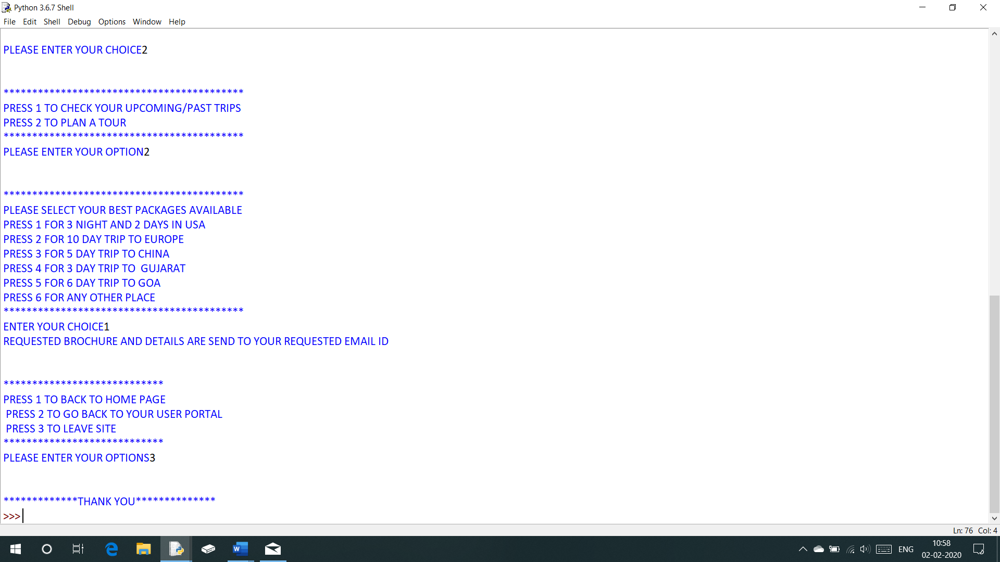 Python 3.6.7 Shell
File Edit Shell Debug Options Window Help
PLEASE ENTER YOUR CHOICE2
******************************************
PRESS 1 TO CHECK YOUR UPCOMING/PAST TRIPS
PRESS 2 TO PLAN A TOUR
******************************************
PLEASE ENTER YOUR OPTION2
******************************************
PLEASE SELECT YOUR BEST PACKAGES AVAILABLE
PRESS 1 FOR 3 NIGHT AND 2 DAYS IN USA
PRESS 2 FOR 10 DAY TRIP TO EUROPE
PRESS 3 FOR 5 DAY TRIP TO CHINA
PRESS 4 FOR 3 DAY TRIP TO  GUJARAT
PRESS 5 FOR 6 DAY TRIP TO GOA
PRESS 6 FOR ANY OTHER PLACE
******************************************
ENTER YOUR CHOICE1
REQUESTED BROCHURE AND DETAILS ARE SEND TO YOUR REQUESTED EMAIL ID
****************************
PRESS 1 TO BACK TO HOME PAGE
 PRESS 2 TO GO BACK TO YOUR USER PORTAL
 PRESS 3 TO LEAVE SITE
****************************
PLEASE ENTER YOUR OPTIONS3
*************THANK YOU**************
>>>
Ln: 76 Col: 4
W
ENG
10:58
02-02-2020